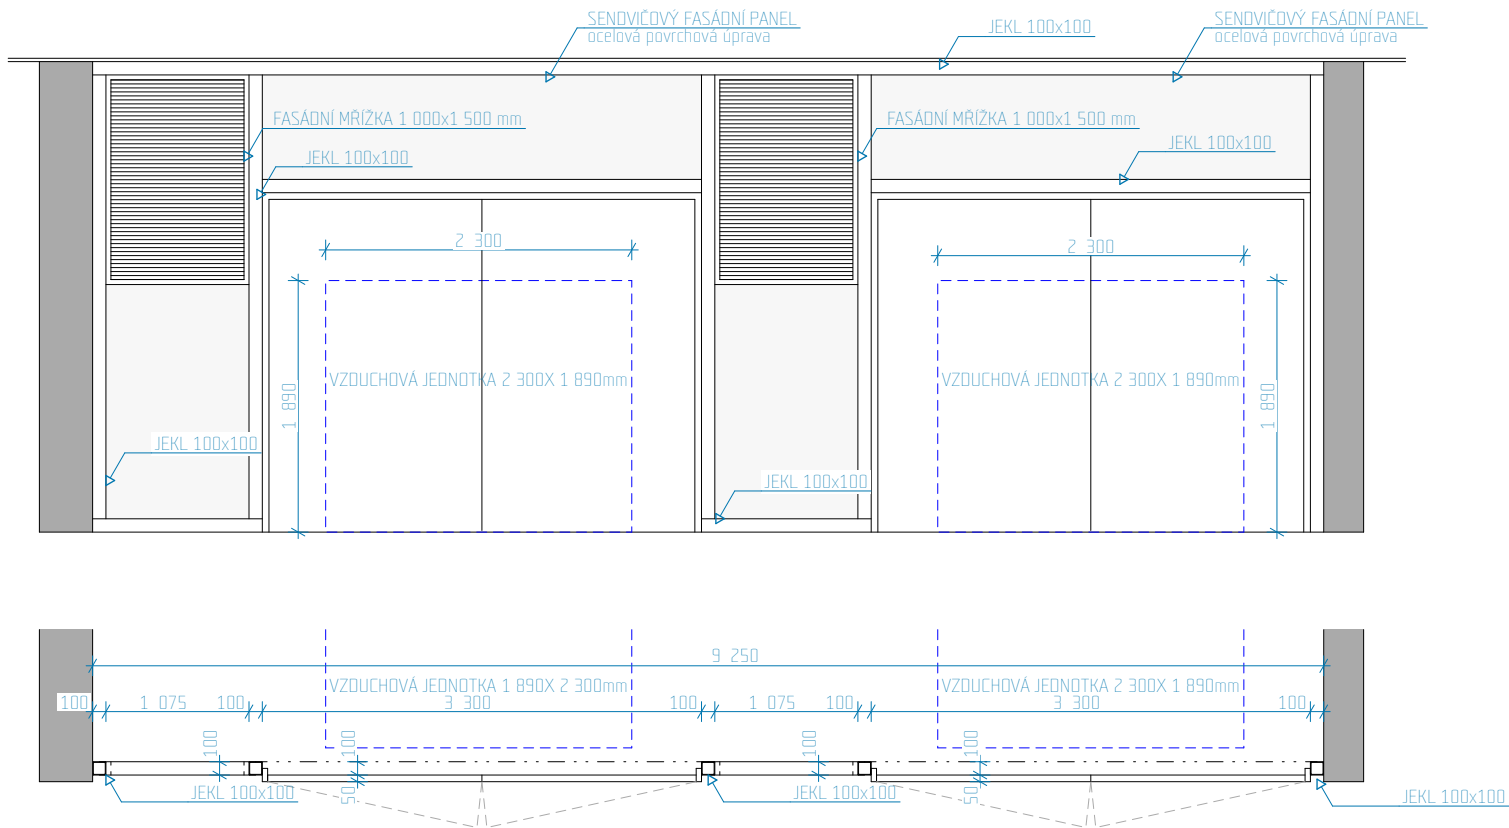 SENDVIČOVÝ FASÁDNÍ PANEL
ocelová povrchová úprava
JEKL 100x100
SENDVIČOVÝ FASÁDNÍ PANEL
ocelová povrchová úprava
FASÁDNÍ MŘÍŽKA 1 000x1 500 mm
FASÁDNÍ MŘÍŽKA 1 000x1 500 mm
JEKL 100x100
JEKL 100x100
2 300
2 300
VZDUCHOVÁ JEDNOTKA 2 300X 1 890mm
VZDUCHOVÁ JEDNOTKA 2 300X 1 890mm
1 890
1 890
JEKL 100x100
JEKL 100x100
9 250
VZDUCHOVÁ JEDNOTKA 1 890X 2 300mm
VZDUCHOVÁ JEDNOTKA 2 300X 1 890mm
100
1 075
100
3 300
100
1 075
100
3 300
100
100
100
100
100
50
50
JEKL 100x100
JEKL 100x100
JEKL 100x100